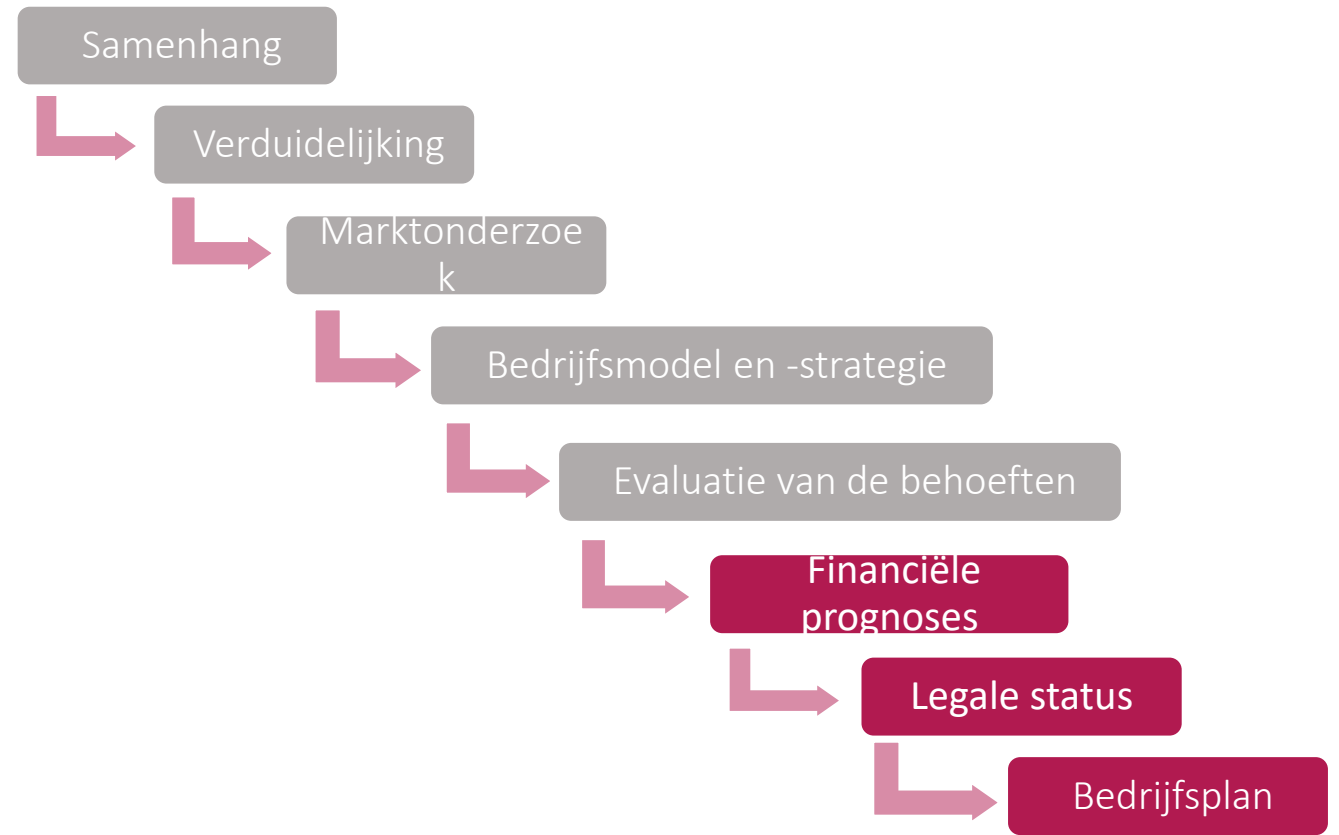 Samenhang
Verduidelijking
Marktonderzoe
k
Bedrijfsmodel en -strategie
Evaluatie van de behoeften
Financiële
prognoses
Legale status
Bedrijfsplan